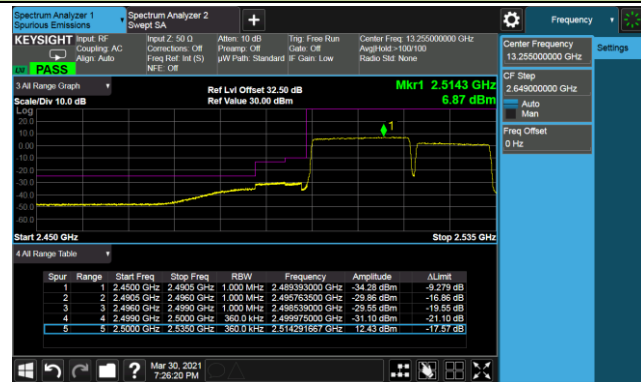 Spectrum Analyzer 1
Spurious Emissions
Spectrum Analyzer 2
Swept SA
+
Frequency
KEYSIGHT
Input: RF
Coupling: AC
Align: Auto
Input Z: 50 Ω
Corrections: Off
Freq Ref: Int (S)
NFE: Off
Atten: 10 dB
Preamp: Off
µW Path: Standard
Trig: Free Run
Gate: Off
IF Gain: Low
Center Freq: 13.255000000 GHz
Avg|Hold:>100/100
Radio Std: None
LXI PASS
Center Frequency
13.255000000 GHz
Settings
CF Step
2.649000000 GHz
Auto
Man
Freq Offset
0 Hz
3 All Range Graph
Scale/Div 10.0 dB
Ref Lvl Offset 32.50 dB
Ref Value 30.00 dBm
Mkr1 2.5143 GHz
6.87 dBm
Log
20.0
10.0
0.00
-10.0
-20.0
-30.0
-40.0
-50.0
-60.0
1
Start 2.450 GHz
Stop 2.535 GHz
4 All Range Table
Spur Range Start Freq Stop Freq RBW Frequency Amplitude ΔLimit
1 1 2.4500 GHz 2.4905 GHz 1.000 MHz 2.489393000 GHz -34.28 dBm -9.279 dB
2 2 2.4905 GHz 2.4960 GHz 1.000 MHz 2.495763500 GHz -29.86 dBm -16.86 dB
3 3 2.4960 GHz 2.4990 GHz 1.000 MHz 2.498539000 GHz -29.55 dBm -19.55 dB
4 4 2.4990 GHz 2.5000 GHz 360.0 kHz 2.499975000 GHz -31.10 dBm -21.10 dB
5 5 2.5000 GHz 2.5350 GHz 360.0 kHz 2.514291667 GHz 12.43 dBm -17.57 dB
?
Mar 30, 2021
7:26:20 PM